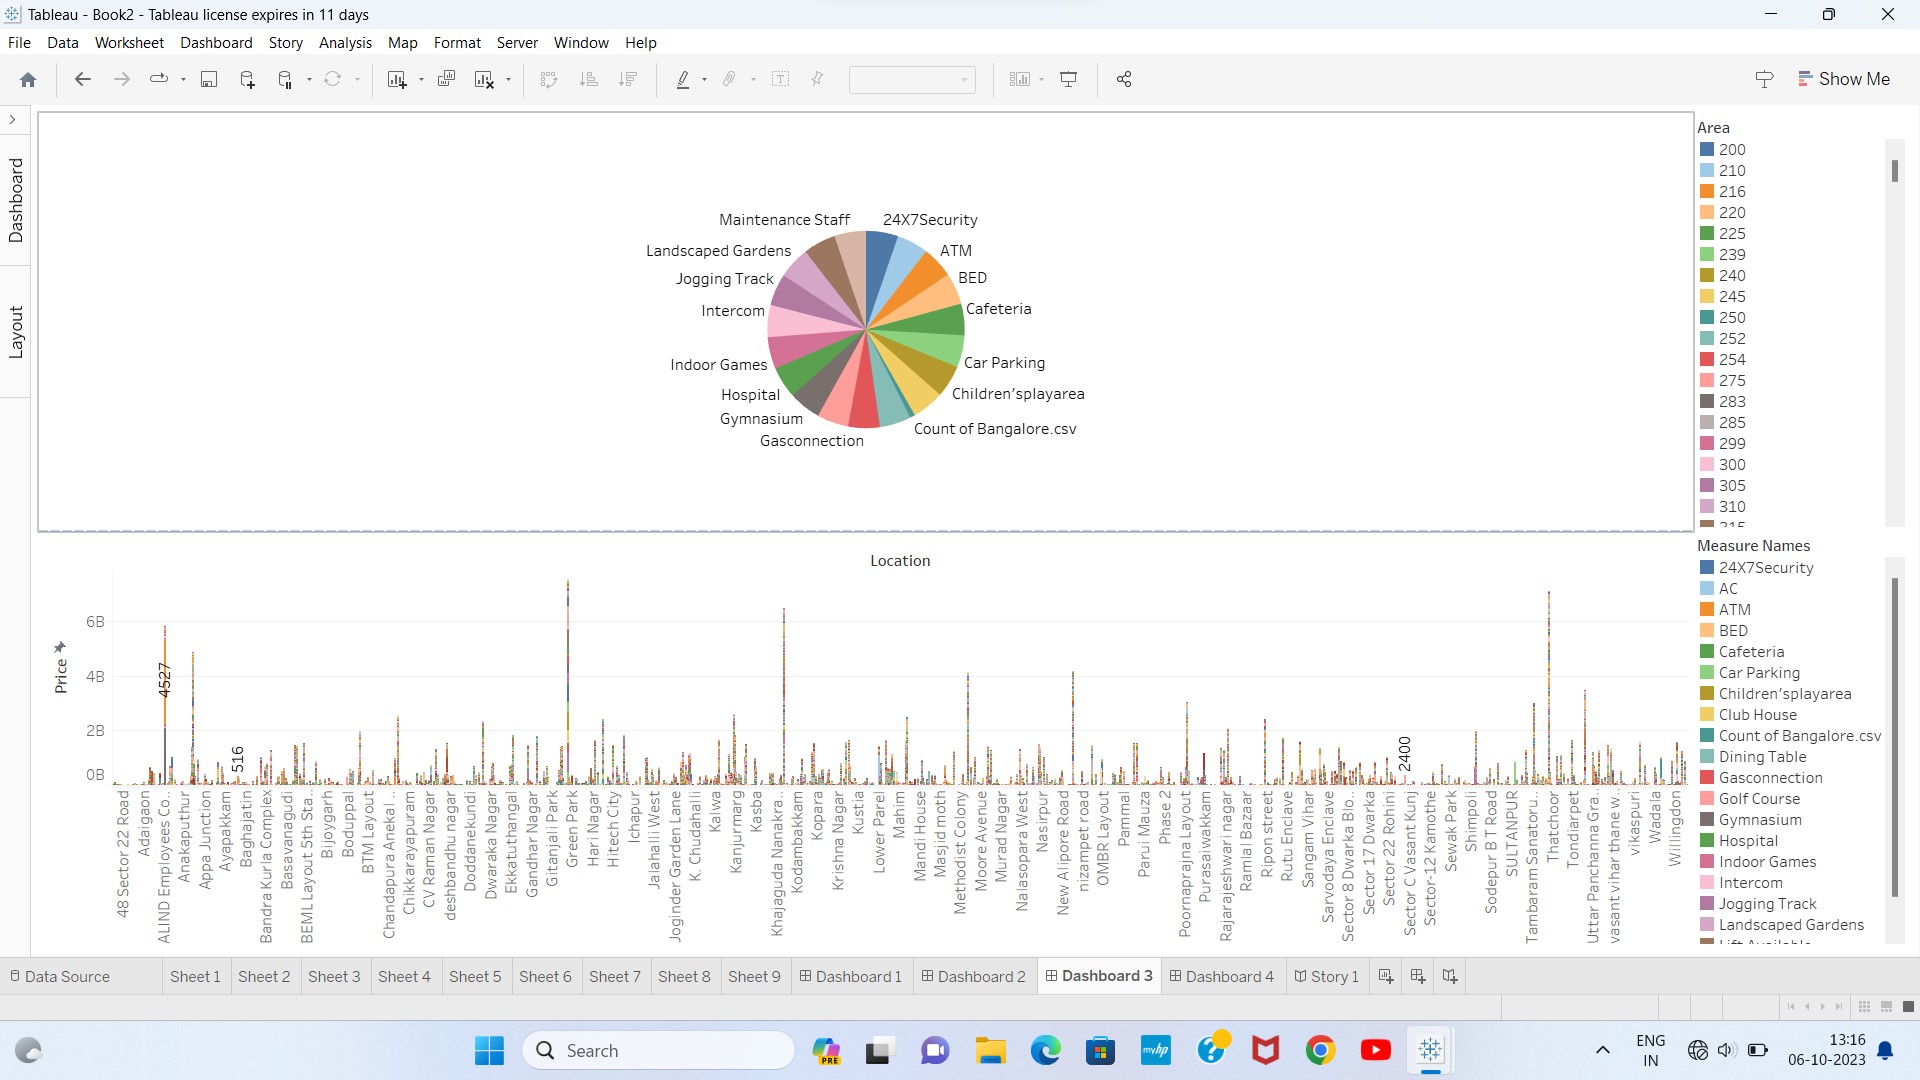 Tableau - Book2 - Tableau license expires in 11 days
File Data Worksheet Dashboard Story Analysis Map Format Server Window Help
Show Me
Dashboard
Layout
Maintenance Staff
24X7Security
Landscaped Gardens
ATM
Jogging Track
BED
Intercom
Cafeteria
Indoor Games
Car Parking
Hospital
Children'splayarea
Gymnasium
Count of Bangalore.csv
Gasconnection
Area
200
210
216
220
225
239
240
245
250
252
254
275
283
285
299
300
305
310
315
Location
Price
6B
4B
2B
0B
4527
516
2400
48 Sector 22 Road
Adaigaon
ALIND Employees Co..
Anakaputhur
Appa Junction
Ayapakkam
Baghajatin
Bandra Kurla Complex
Basavanagudi
BEML Layout 5th Sta..
Bijoygarh
Boduppal
BTM Layout
Chandapura Anekal ..
Chikkarayapuram
CV Raman Nagar
deshbandhu nagar
Doddanekundi
Dwaraka Nagar
Ekkatuthangal
Gandhar Nagar
Gitanjali Park
Green Park
Hari Nagar
Hitech City
Ichapur
Jalahalli West
Joginder Garden Lane
K. Chudahalli
Kalwa
Kanjurmarg
Kasba
Khajaguda Nanakra..
Kodambakkam
Kopara
Krishna Nagar
Kustia
Lower Parel
Mahim
Mandi House
Masjid moth
Methodist Colony
Moore Avenue
Murad Nagar
Nalasopara West
Nasirpur
New Alipore Road
nizampet road
OMBR Layout
Pammal
Parui Mauza
Phase 2
Poornaprajna Layout
Purasaiwakkam
Rajarajeshwari nagar
Ramlal Bazaar
Ripon street
Rutu Enclave
Sangam Vihar
Sarvodaya Enclave
Sector 8 Dwarka Blo..
Sector 17 Dwarka
Sector 22 Rohini
Sector C Vasant Kunj
Sector-12 Kamothe
Sewak Park
Shimpoli
Sodepur B T Road
SULTANPUR
Tambaram Sanatoru..
Thatchoor
Tondiarpet
Uttar Panchanna Gra..
vasant vihar thane w..
vikaspuri
Wadala
Willingdon
Measure Names
24X7Security
AC
ATM
BED
Cafeteria
Car Parking
Children'splayarea
Club House
Count of Bangalore.csv
Dining Table
Gasconnection
Golf Course
Gymnasium
Hospital
Indoor Games
Intercom
Jogging Track
Landscaped Gardens
Lift Available
Data Source Sheet 1 Sheet 2 Sheet 3 Sheet 4 Sheet 5 Sheet 6 Sheet 7 Sheet 8 Sheet 9 Dashboard 1 Dashboard 2 Dashboard 3 Dashboard 4 Story 1
Search
PRE
myhp
ENG
IN
13:16
06-10-2023